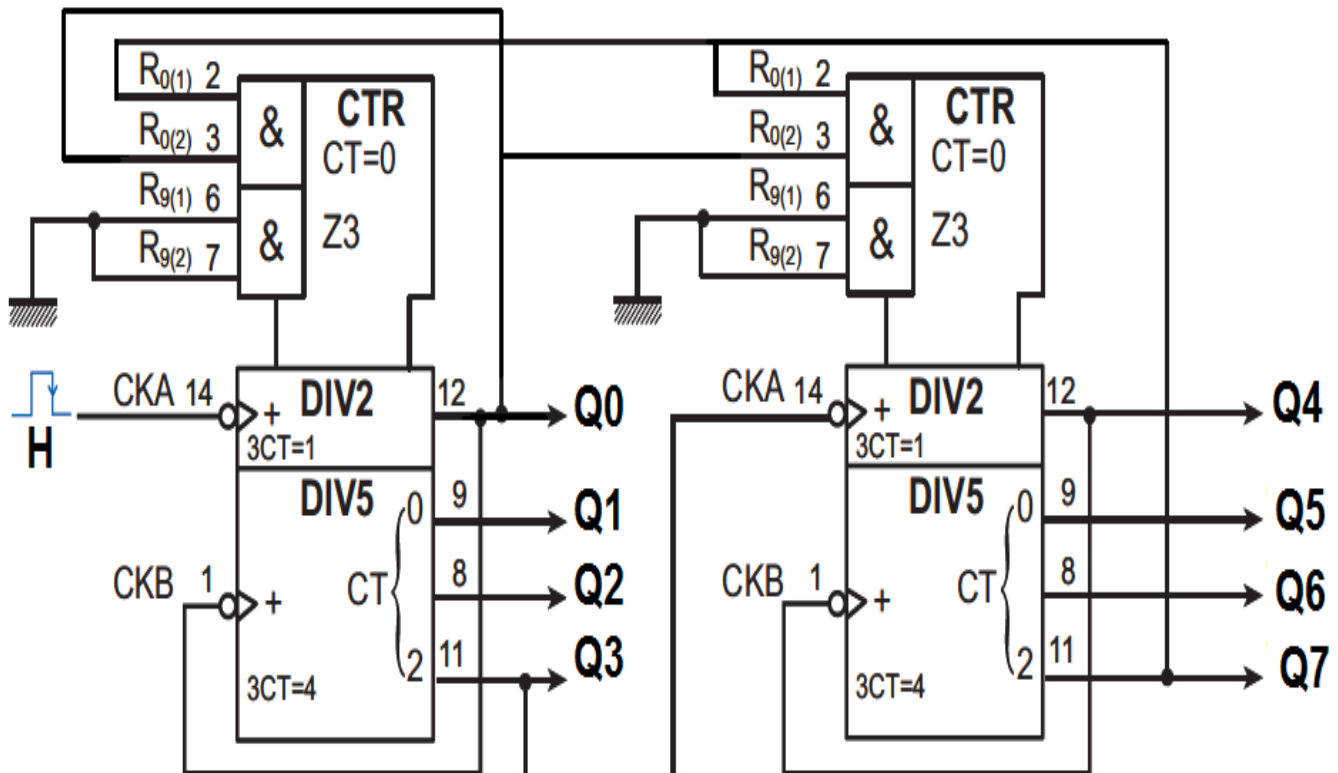 R0(1) 2
R0(2) 3
R9(1) 6
R9(2) 7
&
&
CTR
CT=0
Z3
H
CKA 14
+
DIV2
3CT=1
12
Q0
DIV5
0
9
Q1
CT
8
Q2
CKB 1
+
2
11
Q3
3CT=4
R0(1) 2
R0(2) 3
R9(1) 6
R9(2) 7
&
&
CTR
CT=0
Z3
CKA 14
+
DIV2
3CT=1
12
Q4
DIV5
0
9
Q5
CT
8
Q6
CKB 1
+
2
11
Q7
3CT=4